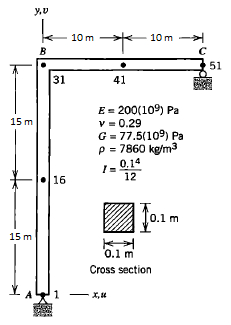 y,v
10 m 10 m
B C
31 41 51
E = 200(10⁹) Pa
v = 0.29
G = 77.5(10⁹) Pa
ρ = 7860 kg/m³
I = 0.1⁴/12
15 m
16
0.1 m
15 m
0.1 m
Cross section
A 1 x,u